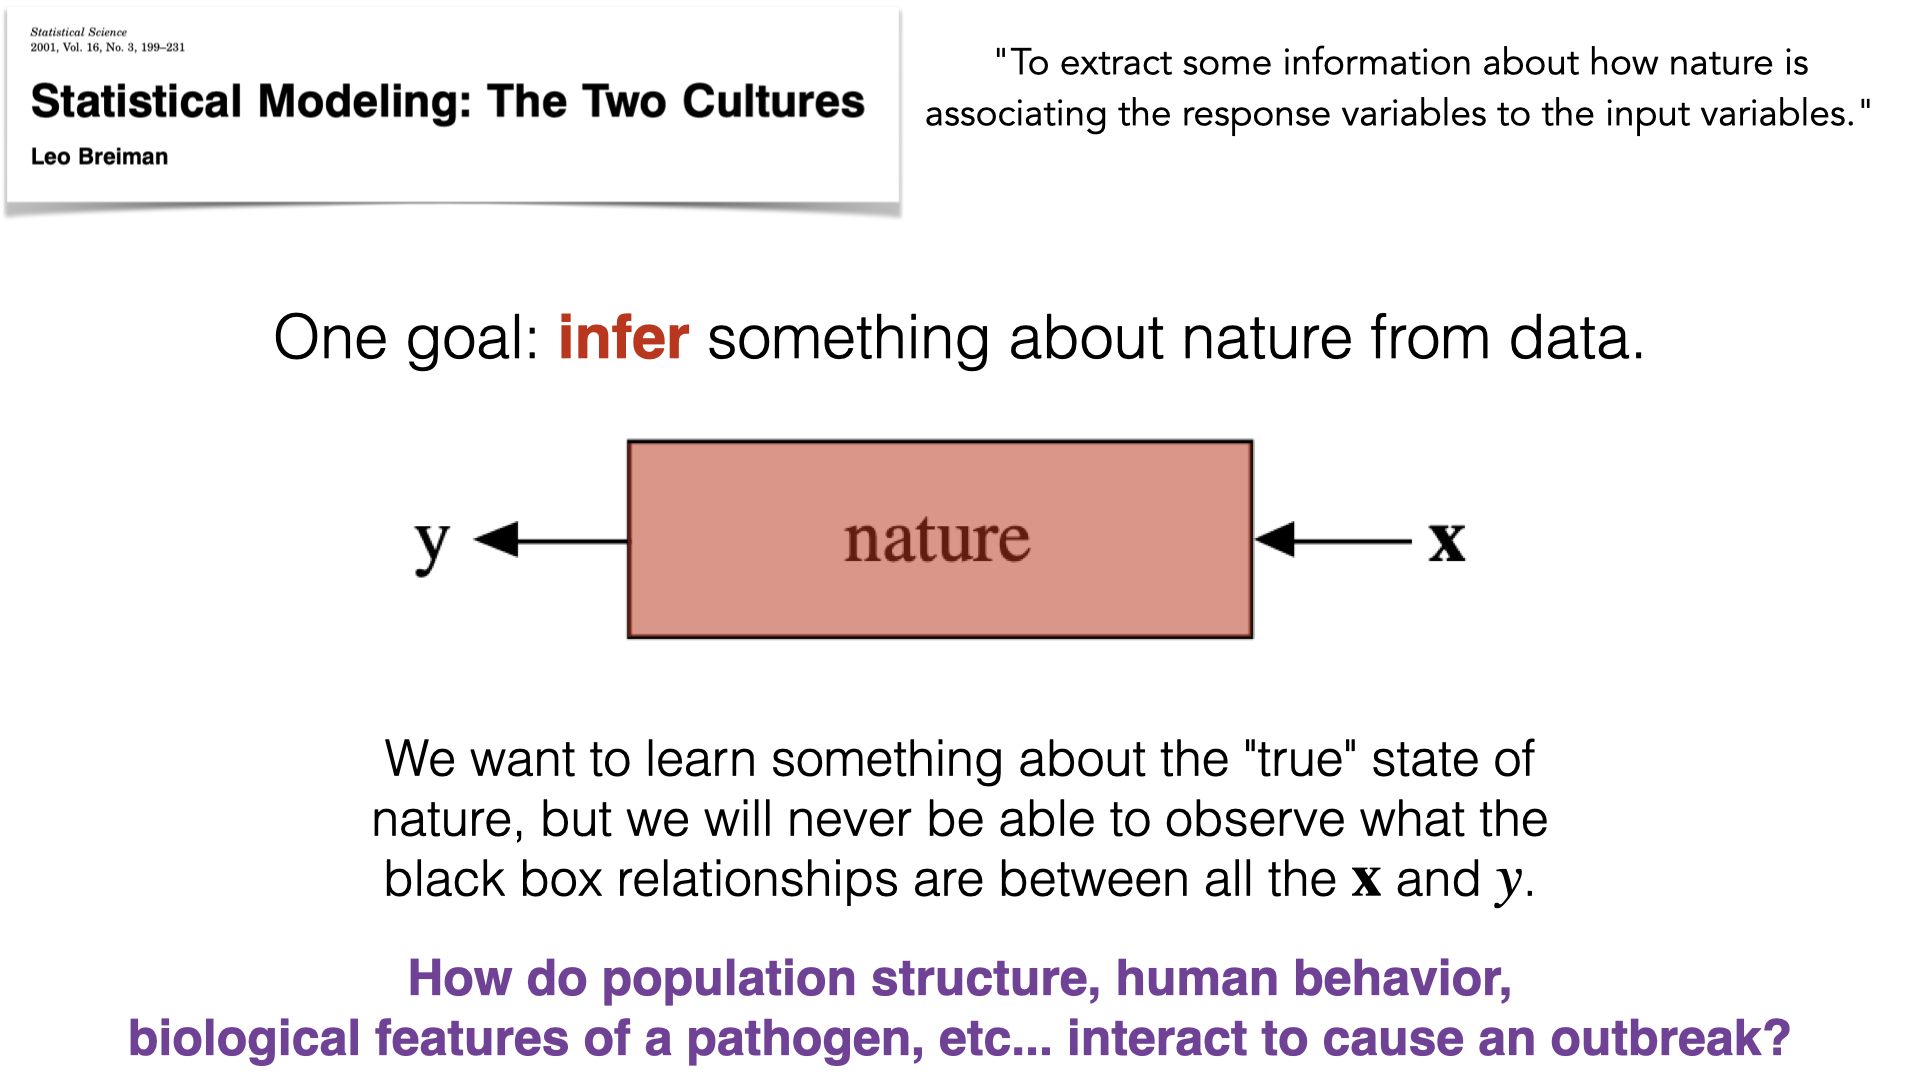 Statistical Science
2001, Vol. 16, No. 3, 199–231
Statistical Modeling: The Two Cultures
Leo Breiman
"To extract some information about how nature is
associating the response variables to the input variables."
One goal: infer something about nature from data.
y nature x
We want to learn something about the "true" state of
nature, but we will never be able to observe what the
black box relationships are between all the x and y.
How do population structure, human behavior,
biological features of a pathogen, etc... interact to cause an outbreak?